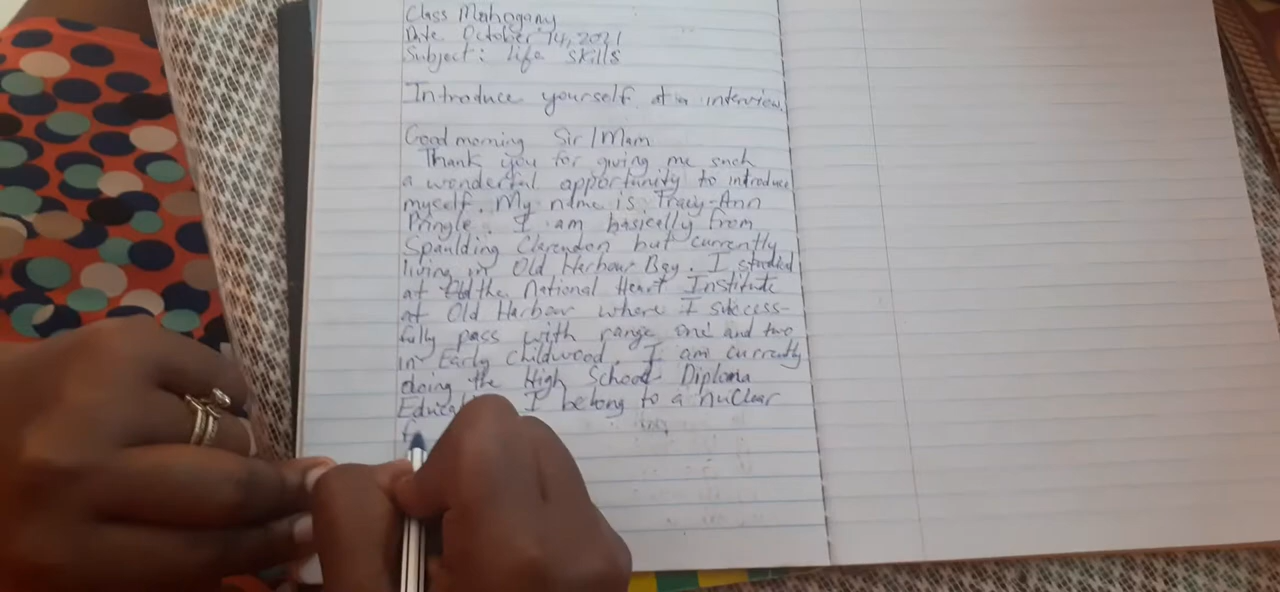 Class Mahogany
Date October 14, 2021
Subject: life skills
Introduce yourself at a interview.
Good morning Sir/Mam
Thank you for giving me such
a wonderful opportunity to introduce
myself. My name is Tracy-Ann
Pringle. I am basically from
Spaulding Clarendon but currently
living in Old Harbour Bay. I studied
at the National Heart Institute
at Old Harbour where I success-
fully pass with range one and two
in Early Childwood. I am currently
doing the High School Diploma
I belong to a nuclear